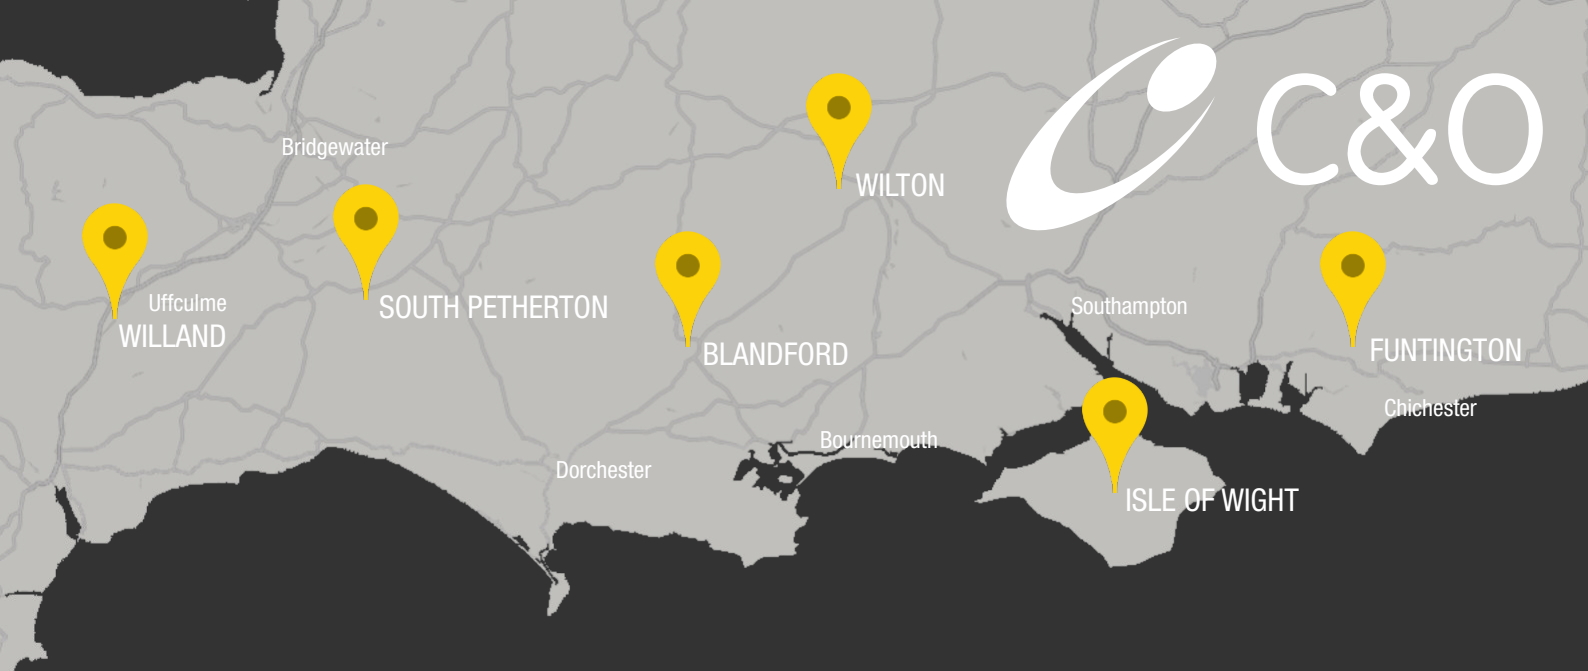 C&O
Bridgewater
WILTON
Uffculme
WILLAND
SOUTH PETHERTON
BLANDFORD
Southampton
FUNTINGTON
Chichester
Bournemouth
Dorchester
ISLE OF WIGHT